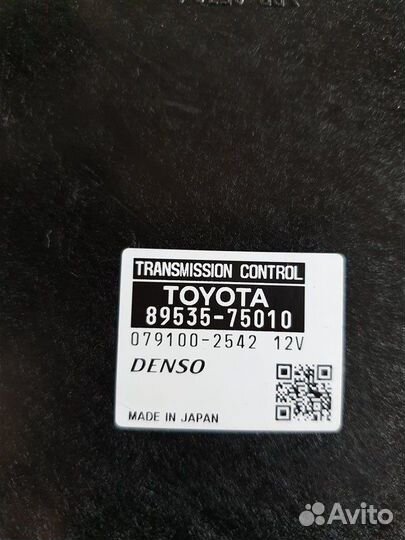 TRANSMISSION CONTROL
TOYOTA
89535-75010
079100-2542 12V
DENSO
MADE IN JAPAN
Avito